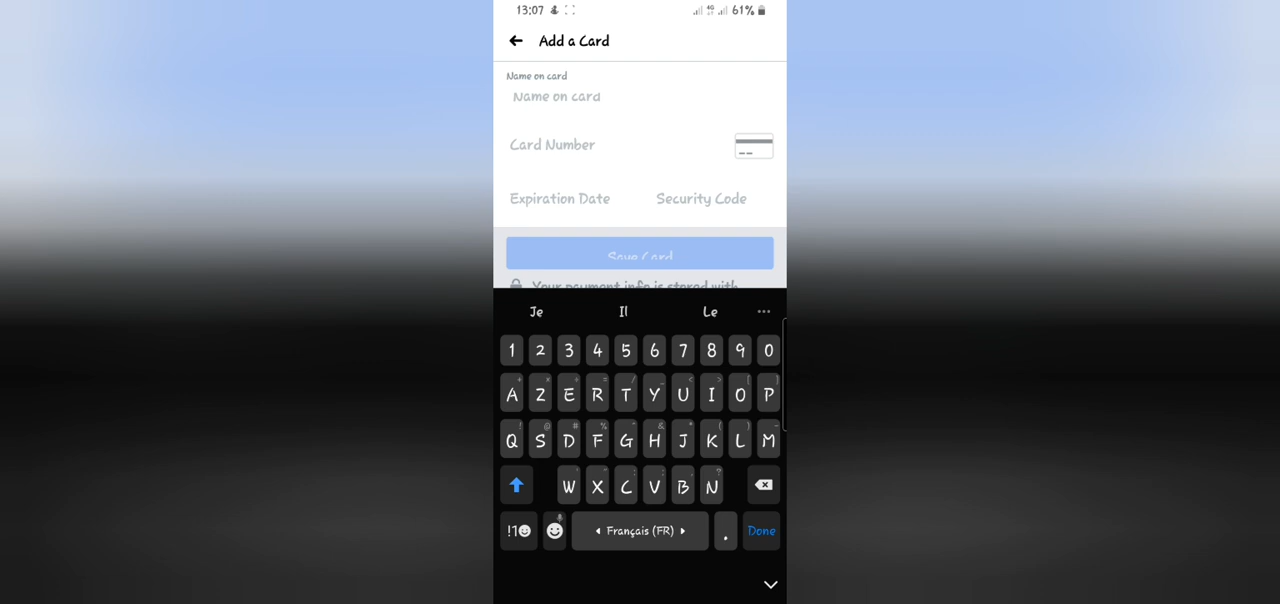 13:07 4G 61%
Add a Card
Name on card
Name on card
Card Number
Expiration Date Security Code
Save Card
Your payment info is stored with
Je Il Le ...
1 2 3 4 5 6 7 8 9 0
A Z E R T Y U I O P
Q S D F G H J K L M
W X C V B N
!1☺ Français (FR) . Done